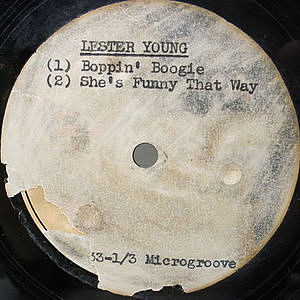 LESTER YOUNG
(1) Boppin' Boogie
(2) She's Funny That Way
33-1/3 Microgroove